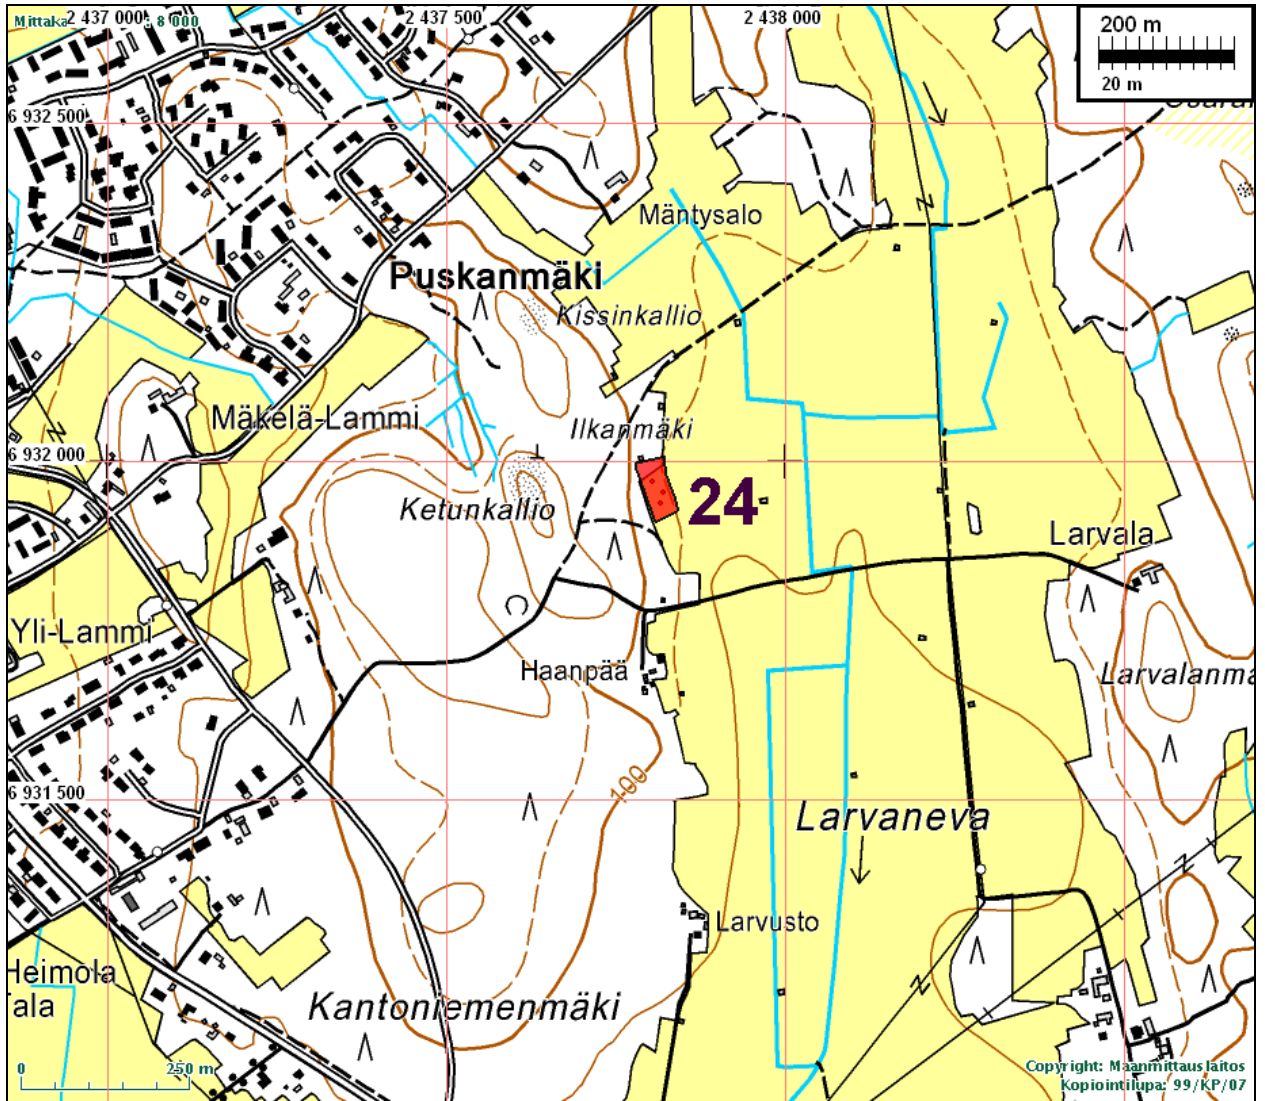 Mittaka : 8 000
2 437 000
2 437 500
2 438 000
200 m
20 m
6 932 500
Mäntysalo
Puskanmäki
Kissinkallio
Mäkelä-Lammi
Ilkanmäki
6 932 000
Ketunkallio
24
Larvala
Yli-Lammi
Haanpää
Larvalanmä
100
6 931 500
Larvaneva
Larvusto
Heimola
Tala
Kantoniemenmäki
0 250 m
Copyright: Maanmittauslaitos
Kopiointilupa: 99/KP/07